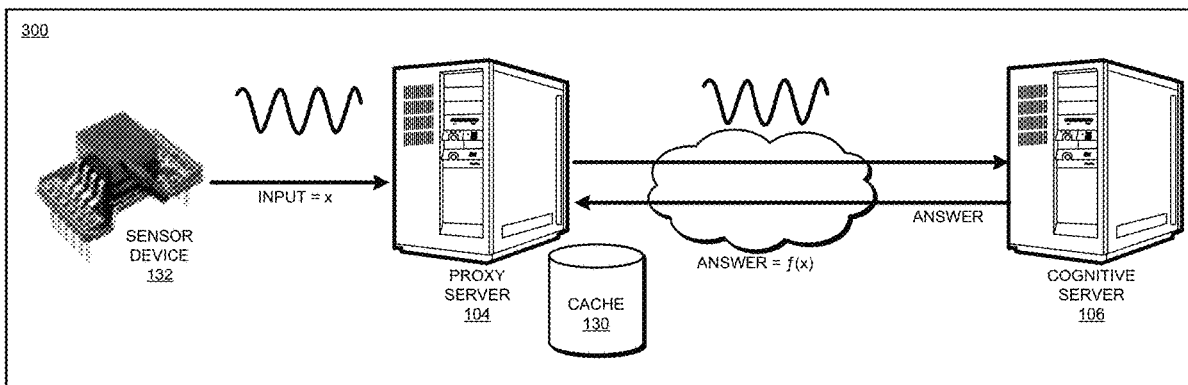 300
INPUT = x
SENSOR
DEVICE
132
PROXY
SERVER
104
CACHE
130
ANSWER = f(x)
ANSWER
COGNITIVE
SERVER
106